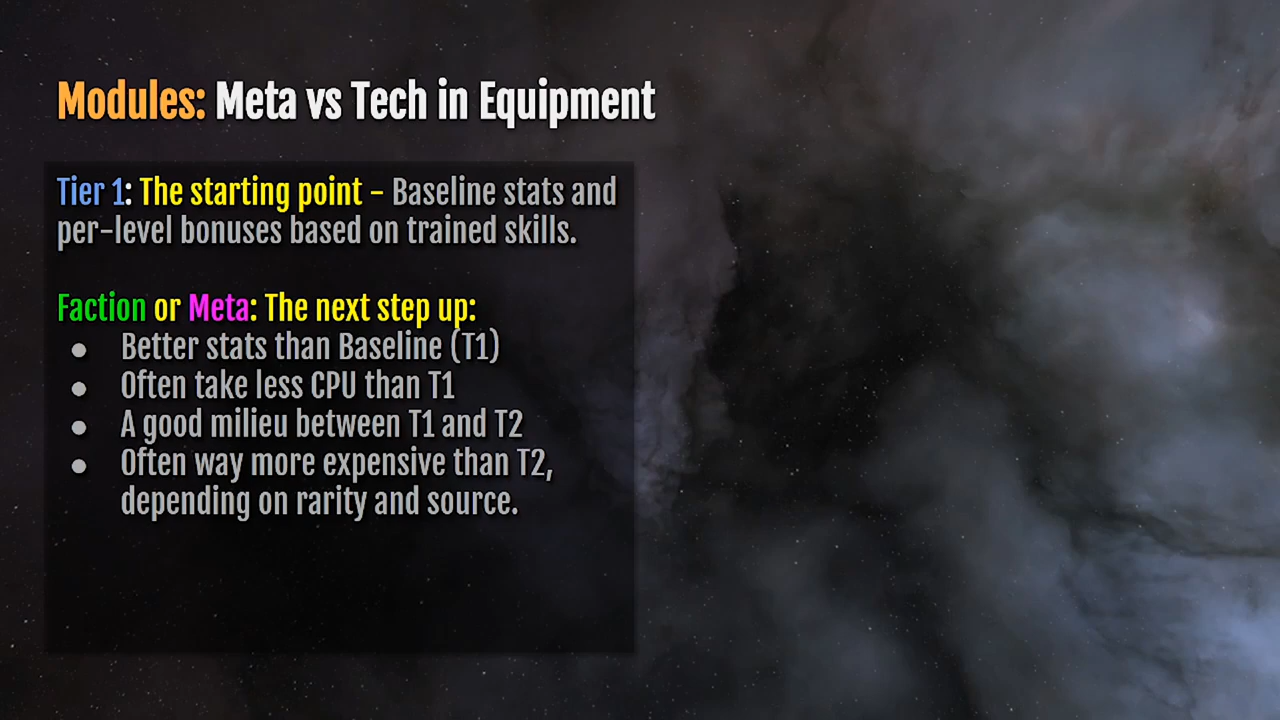 Modules: Meta vs Tech in Equipment
Tier 1: The starting point – Baseline stats and
per-level bonuses based on trained skills.
Faction or Meta: The next step up:
● Better stats than Baseline (T1)
● Often take less CPU than T1
● A good milieu between T1 and T2
● Often way more expensive than T2,
depending on rarity and source.